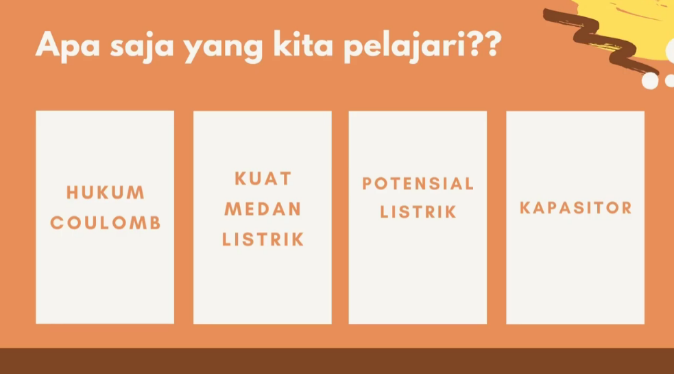 Apa saja yang kita pelajari??
HUKUM
COULOMB
KUAT
MEDAN
LISTRIK
POTENSIAL
LISTRIK
KAPASITOR